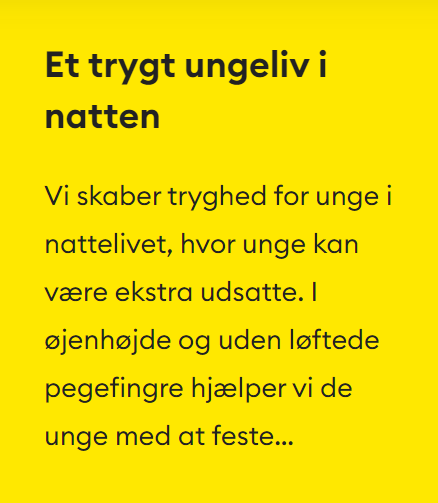 Et trygt ungeliv i
natten
Vi skaber tryghed for unge i
nattelivet, hvor unge kan
være ekstra udsatte. I
øjenhøjde og uden løftede
pegefingre hjælper vi de
unge med at feste...